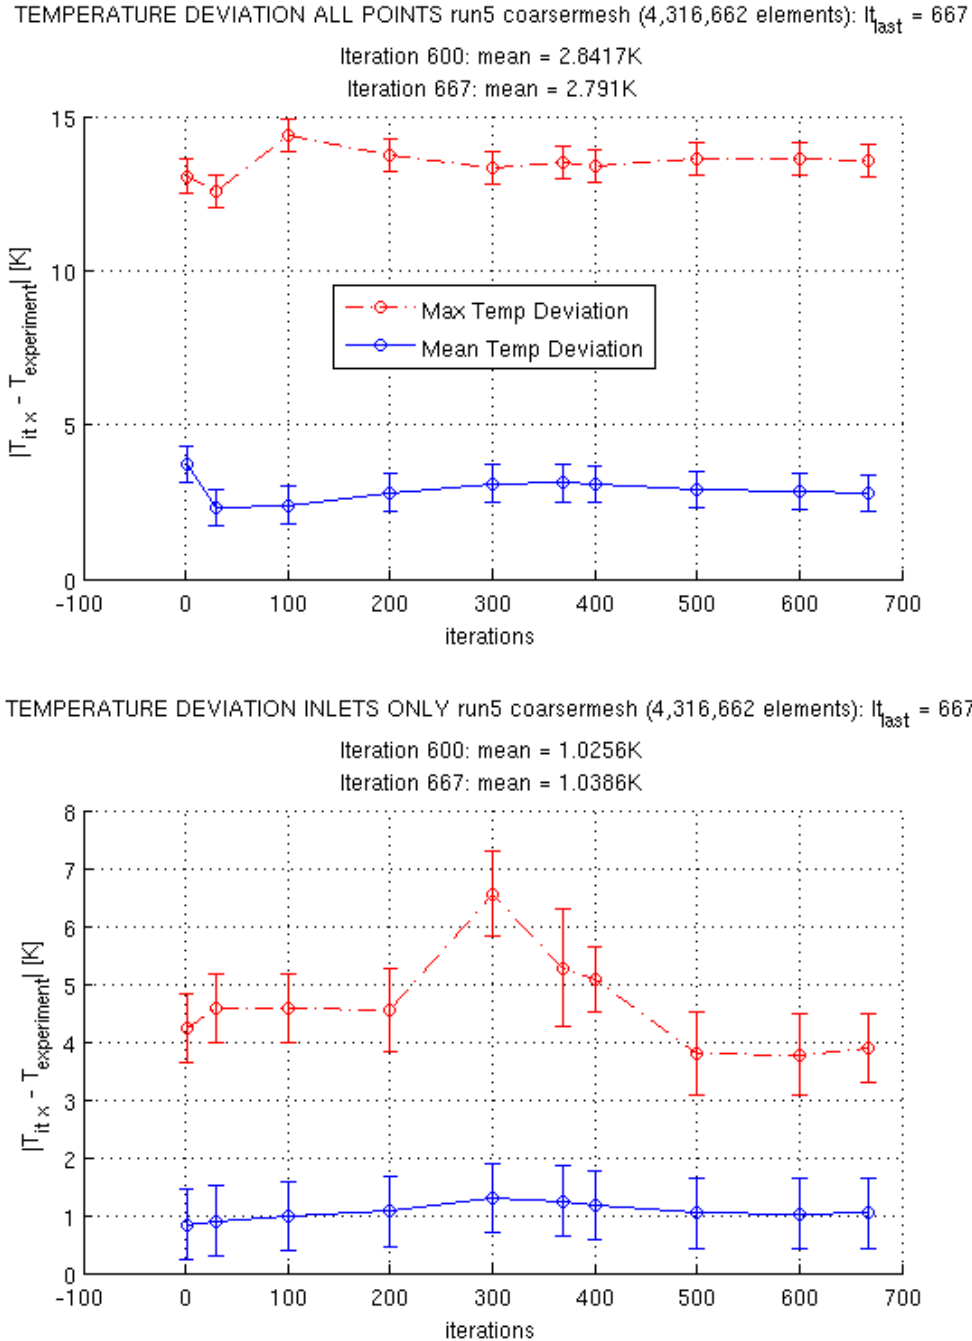 TEMPERATURE DEVIATION ALL POINTS run5 coarsermesh (4,316,662 elements): It_last = 667
Iteration 600: mean = 2.8417K
Iteration 667: mean = 2.791K
15
10
5
0
|T_it x - T_experiment| [K]
Max Temp Deviation
Mean Temp Deviation
-100 0 100 200 300 400 500 600 700
iterations
TEMPERATURE DEVIATION INLETS ONLY run5 coarsermesh (4,316,662 elements): It_last = 667
Iteration 600: mean = 1.0256K
Iteration 667: mean = 1.0386K
8
7
6
5
4
3
2
1
0
|T_it x - T_experiment| [K]
-100 0 100 200 300 400 500 600 700
iterations